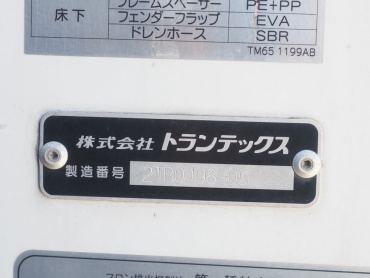 床下
フレームスペーサー PE+PP
フェンダーフラップ EVA
ドレンホース SBR
TM65 1199AB
株式会社 トランテックス
製造番号